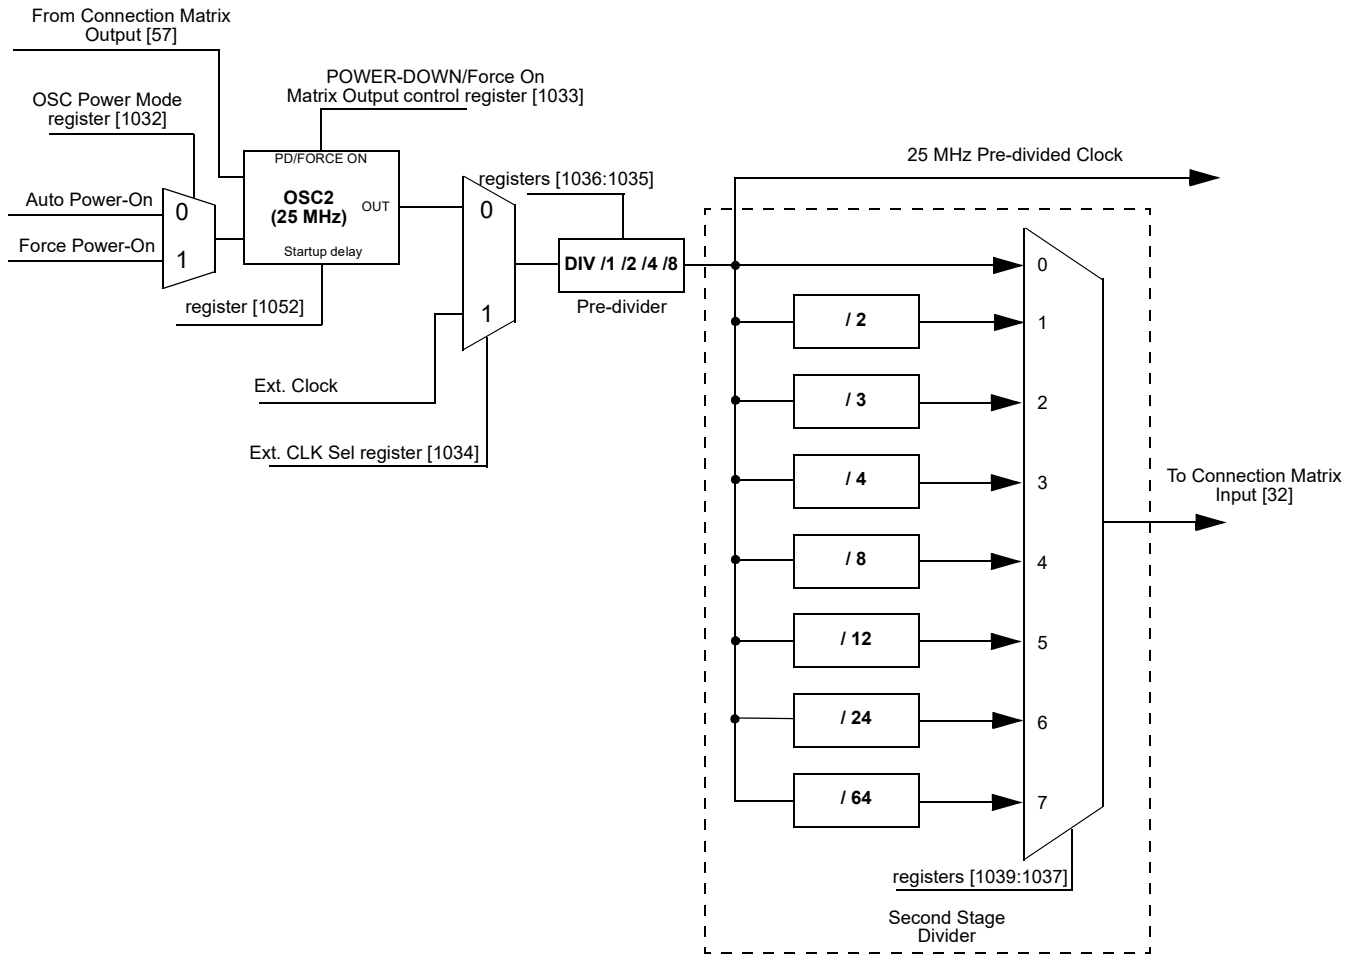 From Connection Matrix
Output [57]
POWER-DOWN/Force On
Matrix Output control register [1033]
OSC Power Mode
register [1032]
PD/FORCE ON
OSC2
(25 MHz)
OUT
Startup delay
Auto Power-On
0
Force Power-On
1
register [1052]
0
1
Ext. Clock
Ext. CLK Sel register [1034]
registers [1036:1035]
DIV /1 /2 /4 /8
Pre-divider
25 MHz Pre-divided Clock
0
/ 2
1
/ 3
2
/ 4
3
/ 8
4
/ 12
5
/ 24
6
/ 64
7
To Connection Matrix
Input [32]
registers [1039:1037]
Second Stage
Divider